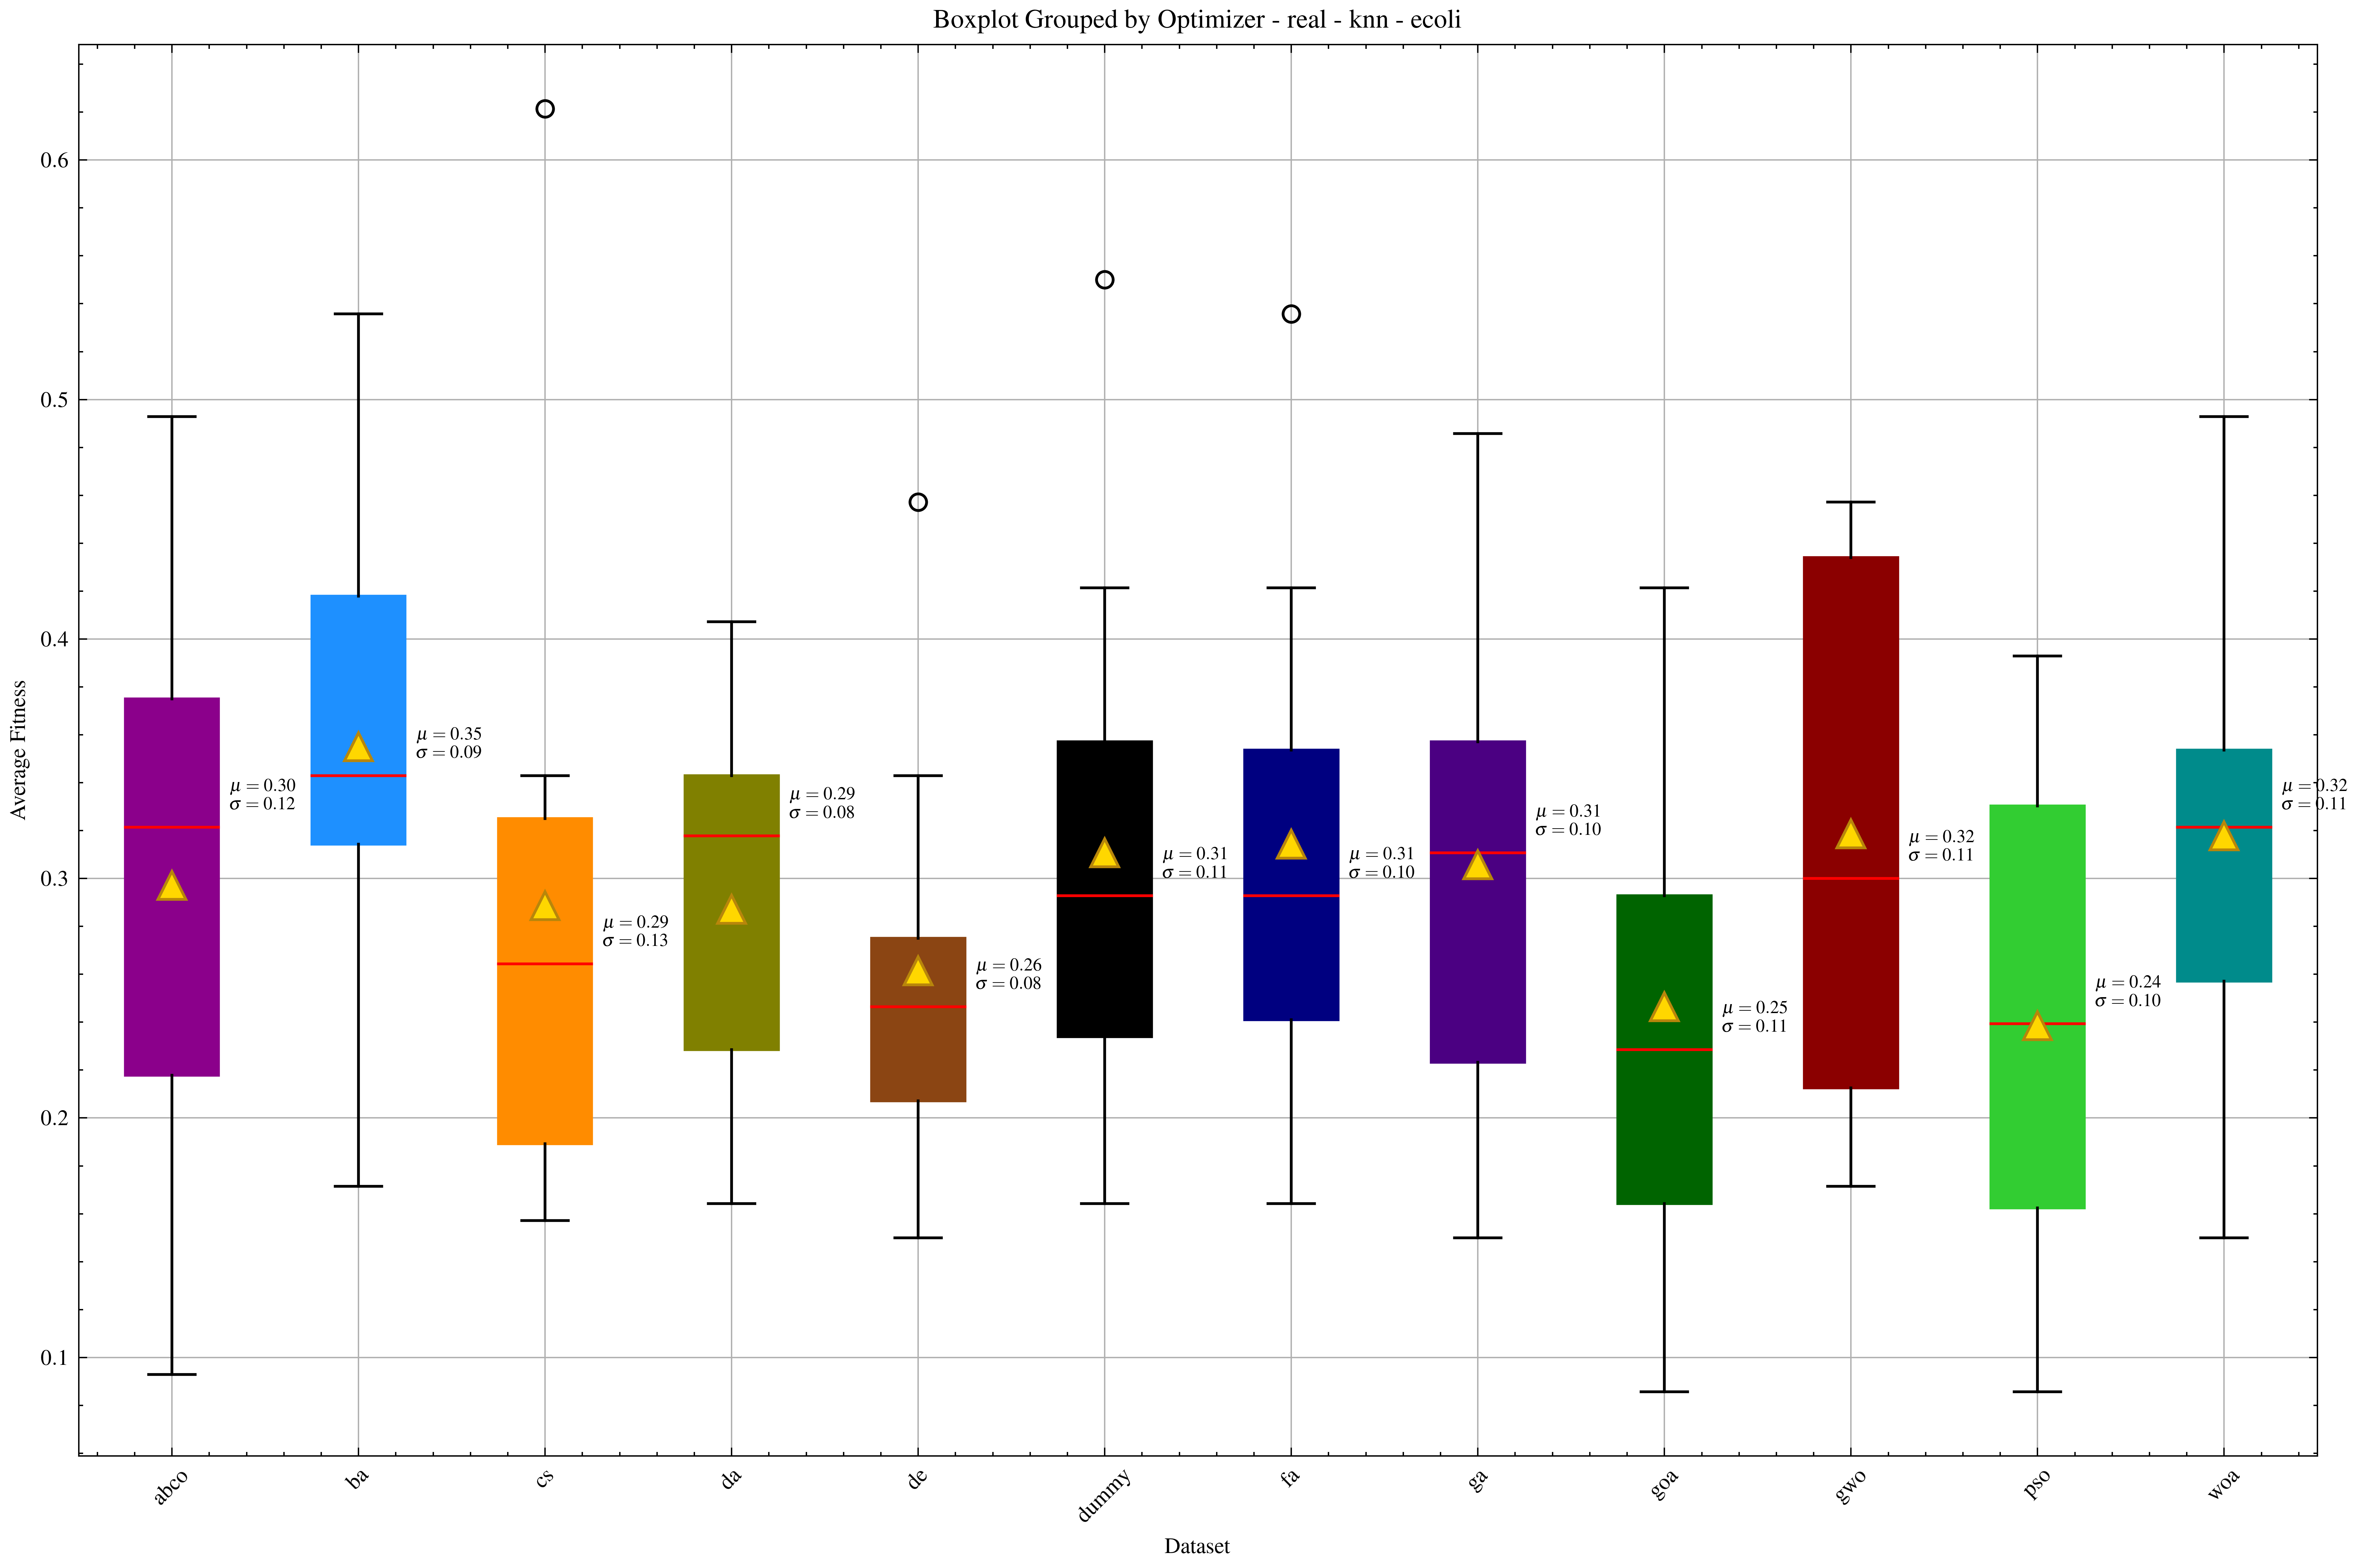 Boxplot Grouped by Optimizer - real - knn - ecoli
Average Fitness
0.6
0.5
0.4
0.3
0.2
0.1
μ = 0.30
σ = 0.12
μ = 0.35
σ = 0.09
μ = 0.29
σ = 0.13
μ = 0.29
σ = 0.08
μ = 0.26
σ = 0.08
μ = 0.31
σ = 0.11
μ = 0.31
σ = 0.10
μ = 0.31
σ = 0.10
μ = 0.25
σ = 0.11
μ = 0.32
σ = 0.11
μ = 0.24
σ = 0.10
μ = 0.32
σ = 0.11
abco
ba
cs
da
de
dummy
fa
ga
goa
gwo
pso
woa
Dataset